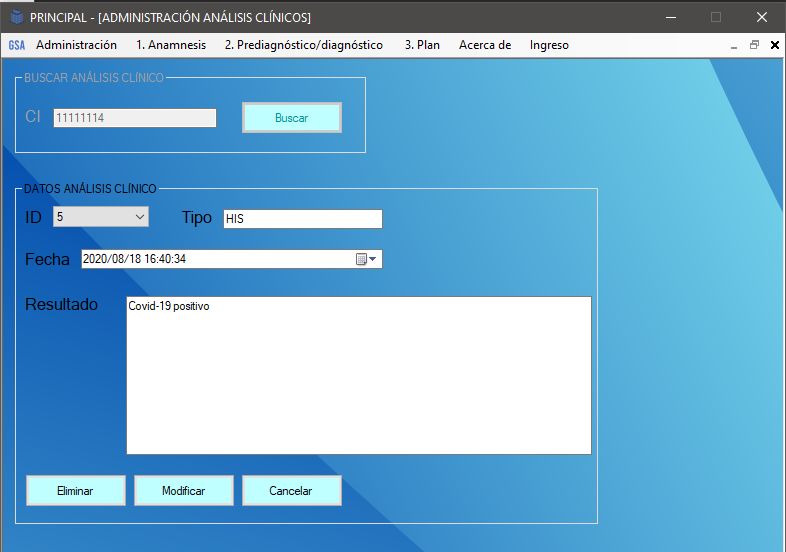 PRINCIPAL - [ADMINISTRACIÓN ANÁLISIS CLÍNICOS]
GSA Administración 1. Anamnesis 2. Prediagnóstico/diagnóstico 3. Plan Acerca de Ingreso
BUSCAR ANÁLISIS CLÍNICO
CI 11111114 Buscar
DATOS ANÁLISIS CLÍNICO
ID 5 Tipo HIS
Fecha 2020/08/18 16:40:34
Resultado Covid-19 positivo
Eliminar Modificar Cancelar